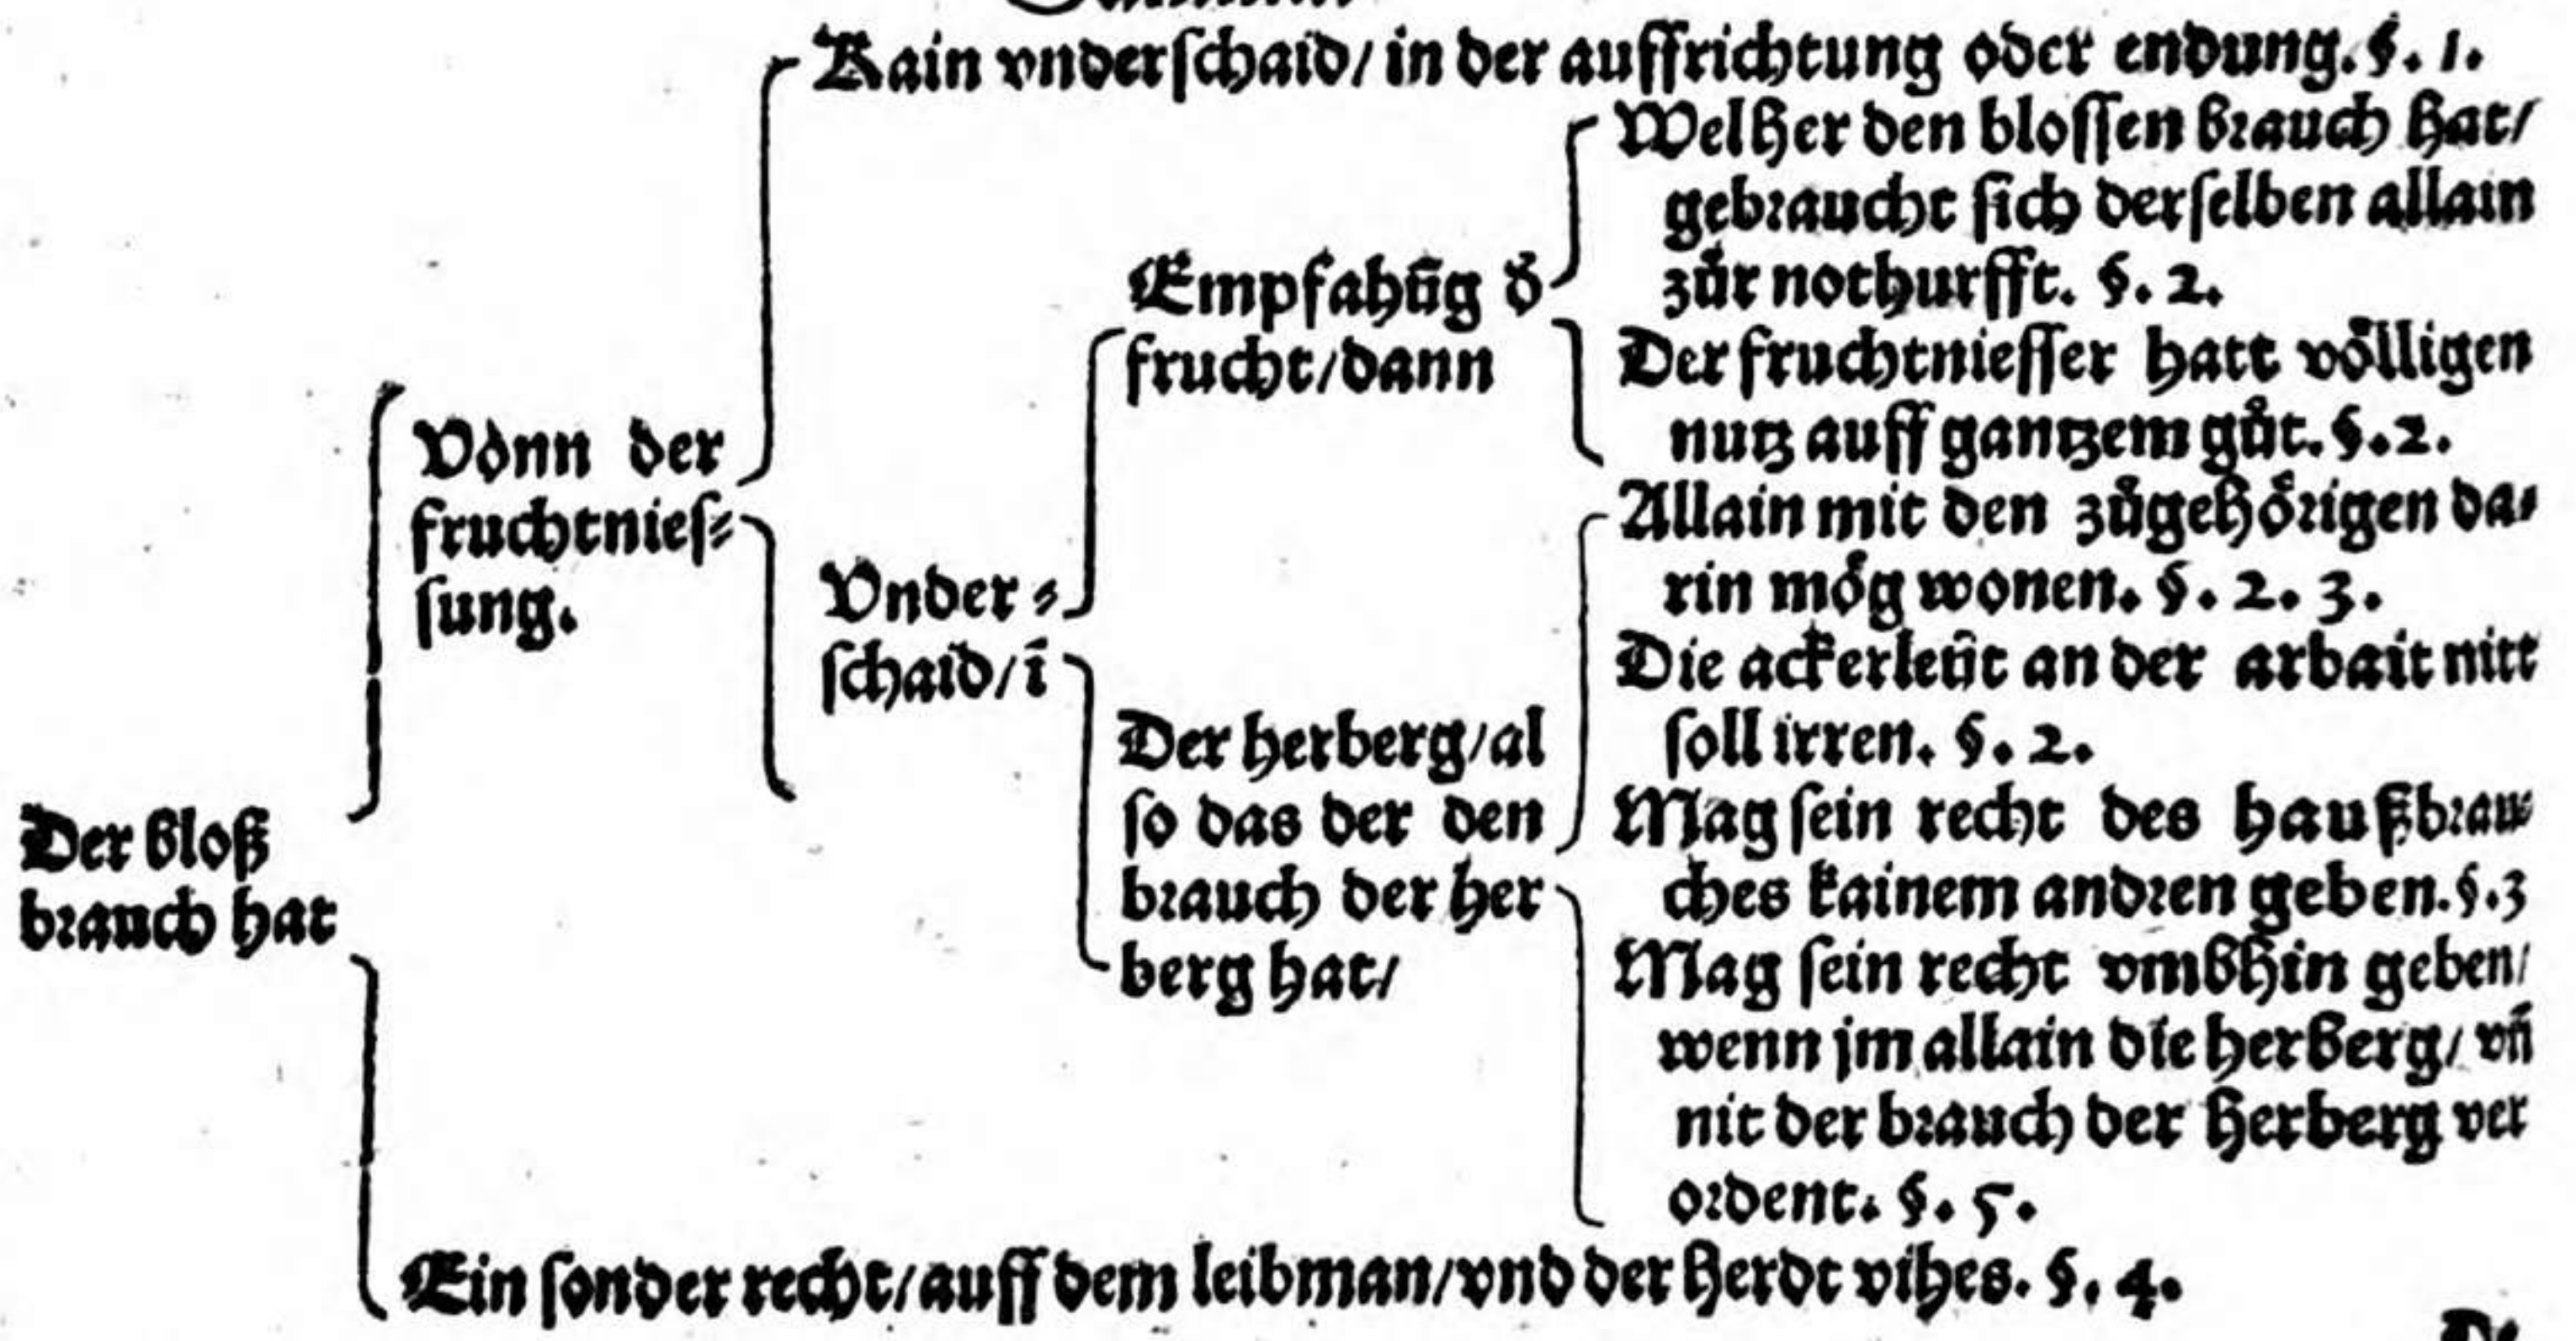 Kain vnderſchaid/ in der auffrichtung oder endung. §. 1.
Welher den bloſſen brauch hat/
gebraucht ſich derſelben allain
zůr nothurfft. §. 2.
Empfahūg d̄
frucht/dann
Der fruchtnieſſer hatt völligen
nutz auff gantzem gůt. §. 2.
Vonn der
fruchtnieſ⸗
ſung.
Vnder⸗
ſchaid/ ī
Allain mit den zůgehörigen da⸗
rin mög wonen. §. 2. 3.
Die ackerleüt an der arbait nitt
ſoll irren. §. 2.
Der herberg/al
ſo das der den
brauch der her
berg hat/
Mag ſein recht des haußbrau⸗
ches kainem andren geben. §. 3
Mag ſein recht vmbhin geben/
wenn jm allain die herberg/ vñ
nit der brauch der herberg ver
ordent. §. 5.
Der bloß
brauch hat
Ein ſonder recht/auff dem leibman/vnd der herdt vihes. §. 4.